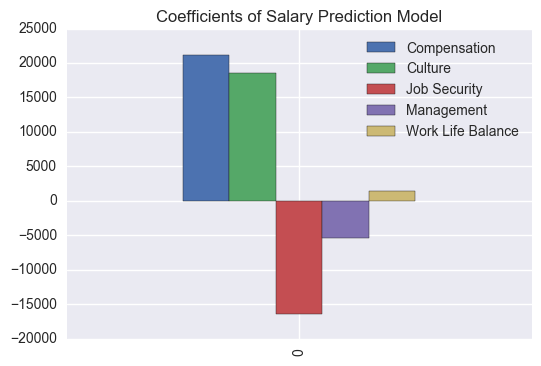 Coefficients of Salary Prediction Model
25000
20000
15000
10000
5000
0
−5000
−10000
−15000
−20000
Compensation
Culture
Job Security
Management
Work Life Balance
0